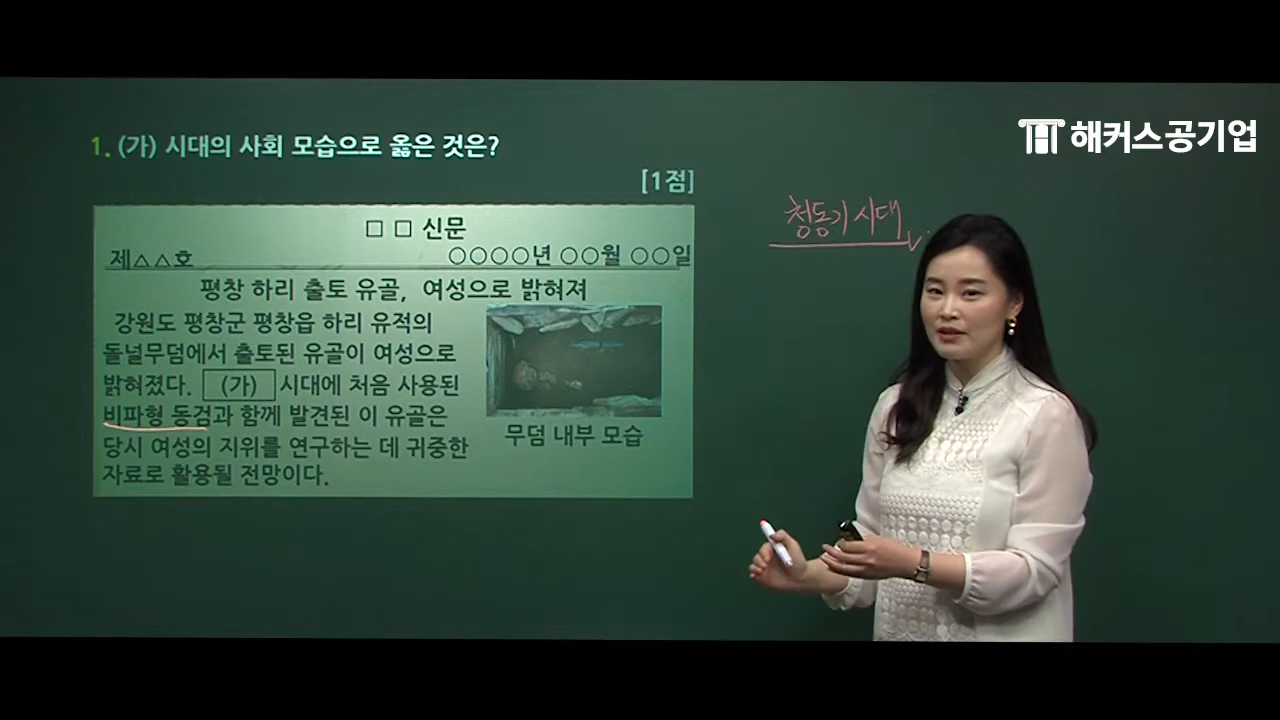 해커스공기업
1. (가) 시대의 사회 모습으로 옳은 것은?
[1점]
□ □ 신문
제△△호 ○○○○년 ○○월 ○○일
평창 하리 출토 유골, 여성으로 밝혀져
강원도 평창군 평창읍 하리 유적의
돌널무덤에서 출토된 유골이 여성으로
밝혀졌다. (가) 시대에 처음 사용된
비파형 동검과 함께 발견된 이 유골은
당시 여성의 지위를 연구하는 데 귀중한
자료로 활용될 전망이다.
무덤 내부 모습
청동기 시대